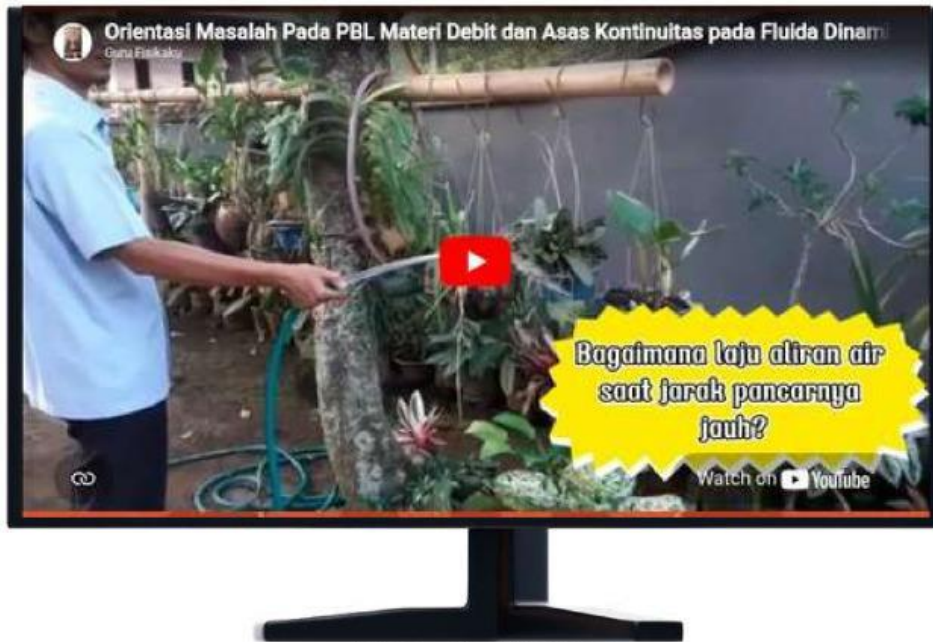 Orientasi Masalah Pada PBL Materi Debit dan Asas Kontinuitas pada Fluida Dinami
Guru Fisikaku
Bagaimana laju aliran air
saat jarak pancarnya
jauh?
Watch on YouTube